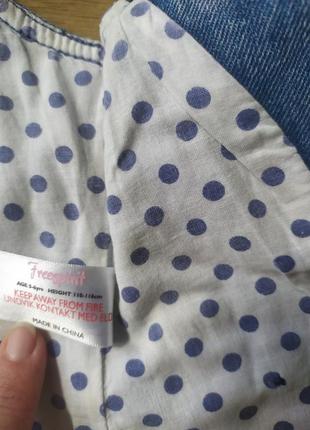 Freespirit
AGE 5-6yrs HEIGHT 110-116cm
KEEP AWAY FROM FIRE
UNDVIK KONTAKT MED ELD
MADE IN CHINA